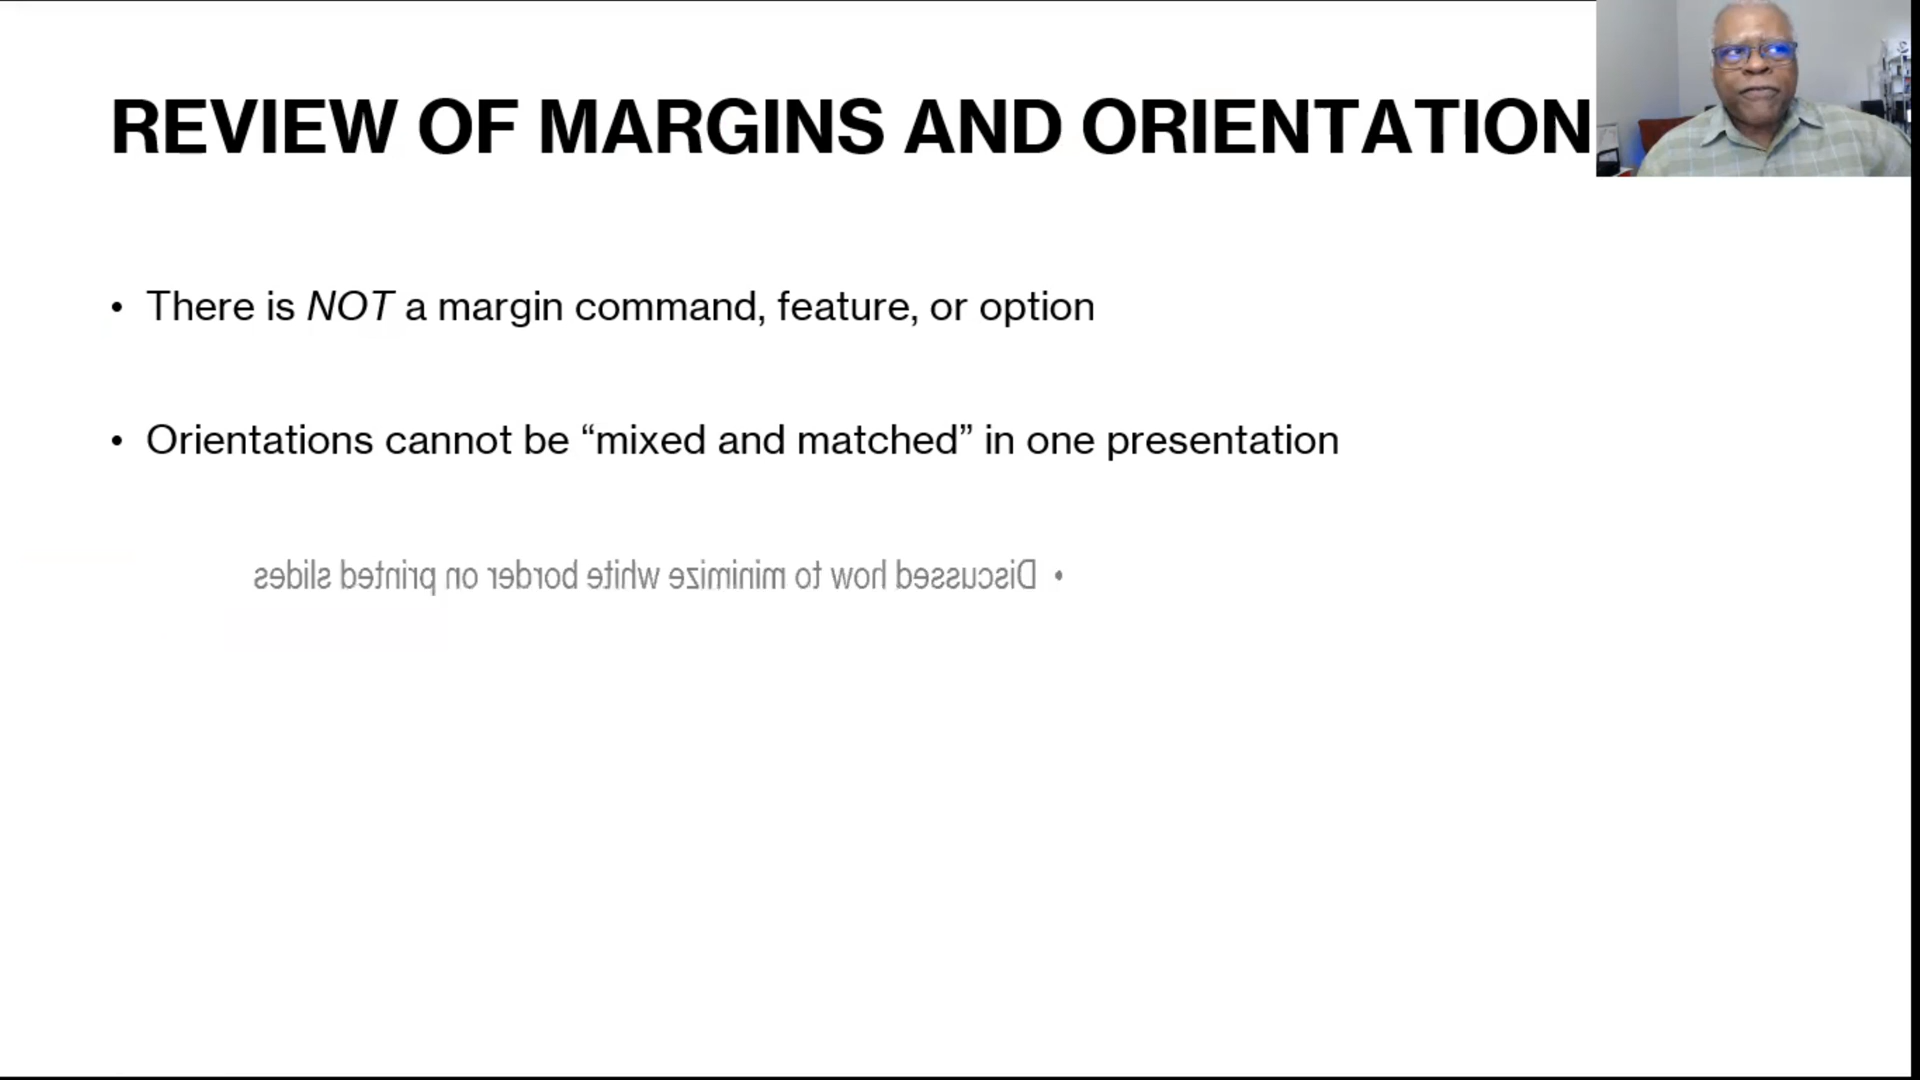 REVIEW OF MARGINS AND ORIENTATION
• There is NOT a margin command, feature, or option
• Orientations cannot be “mixed and matched” in one presentation
• Discussed how to minimize white border on printed slides